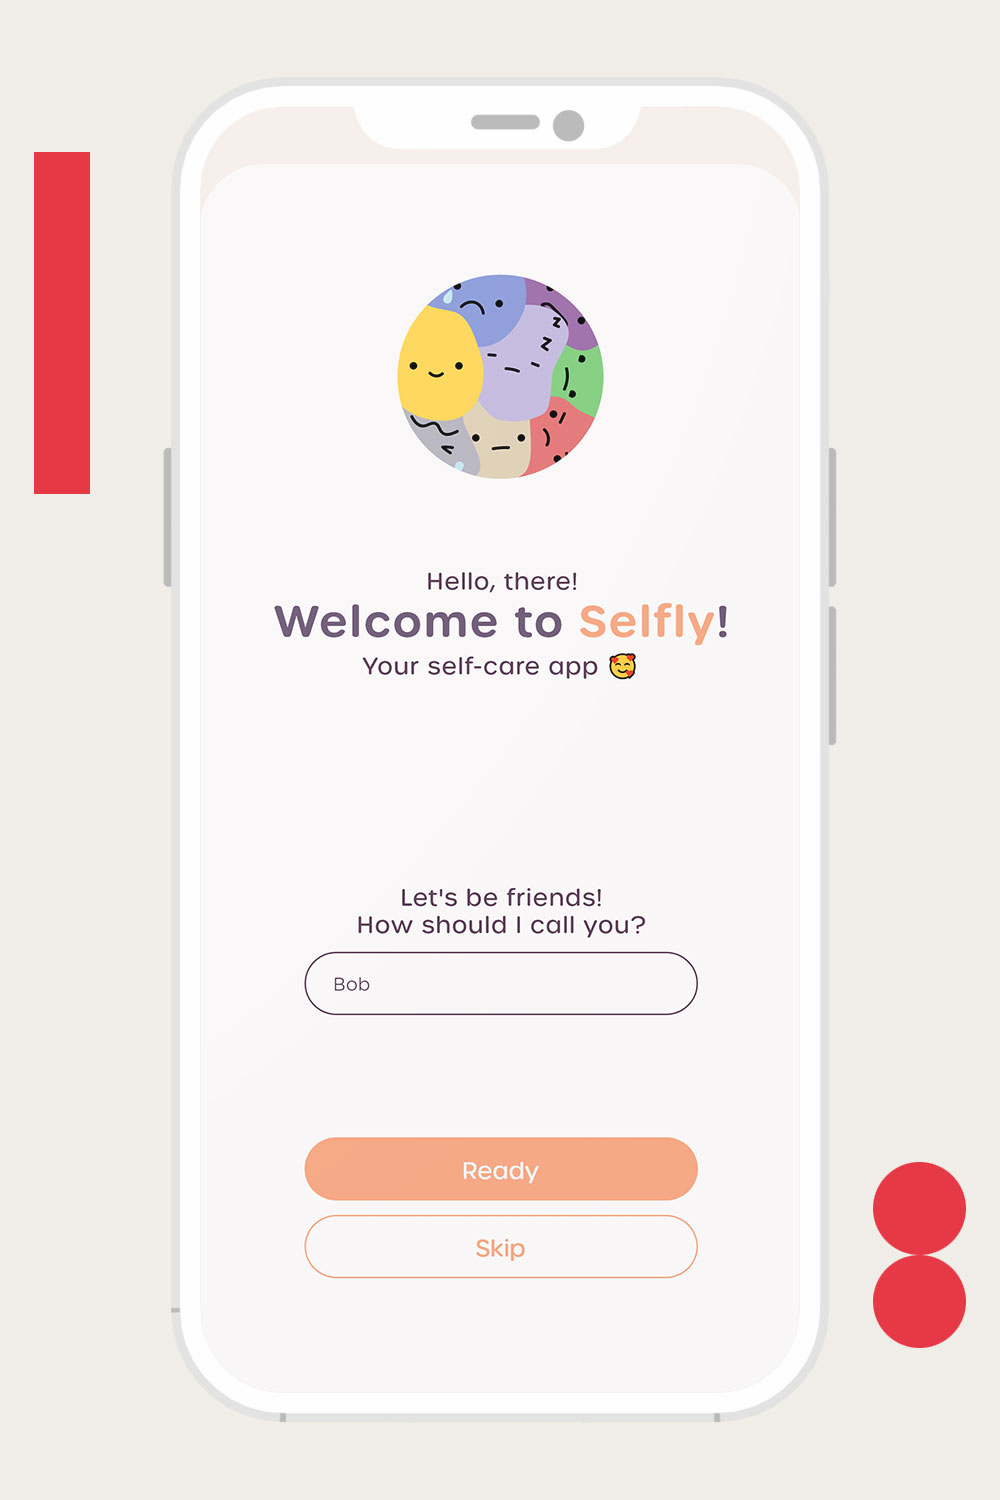 z
z
Hello, there!
Welcome to Selfly!
Your self-care app 🥰
Let's be friends!
How should I call you?
Bob
Ready
Skip